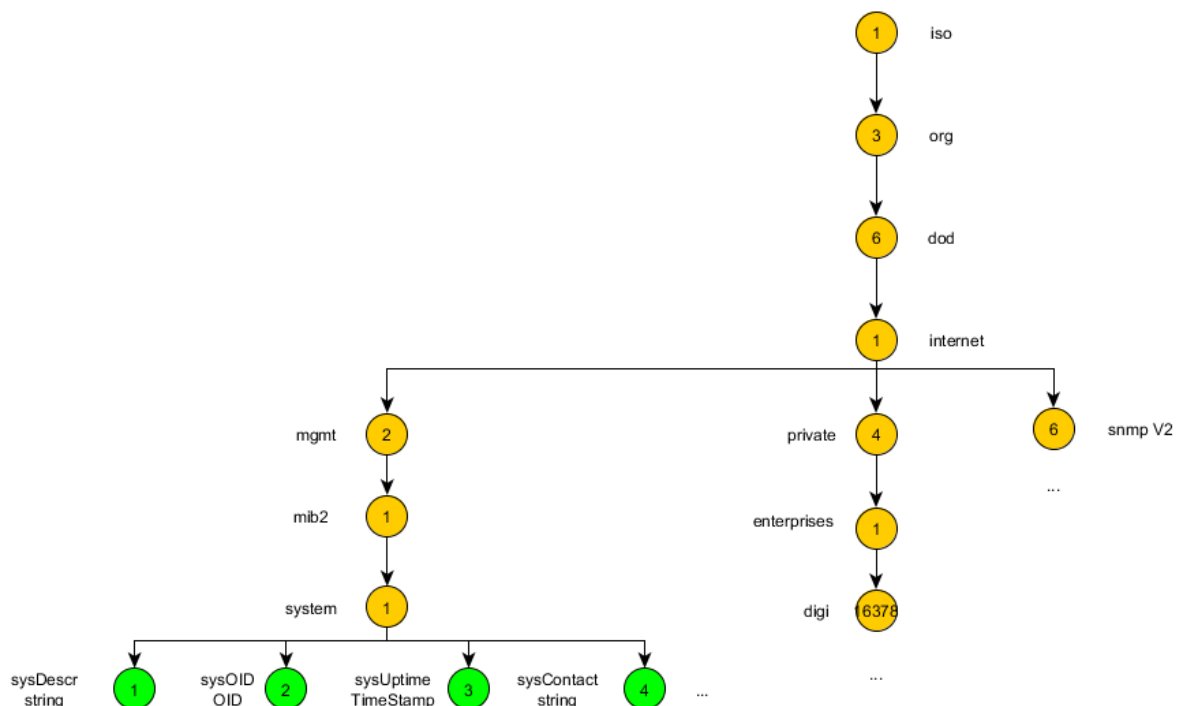 1 iso
3 org
6 dod
1 internet
mgmt 2
private 4
6 snmp V2
...
mib2 1
enterprises 1
system 1
digi 16378
...
sysDescr
string
1
sysOID
OID
2
sysUptime
TimeStamp
3
sysContact
string
4
...